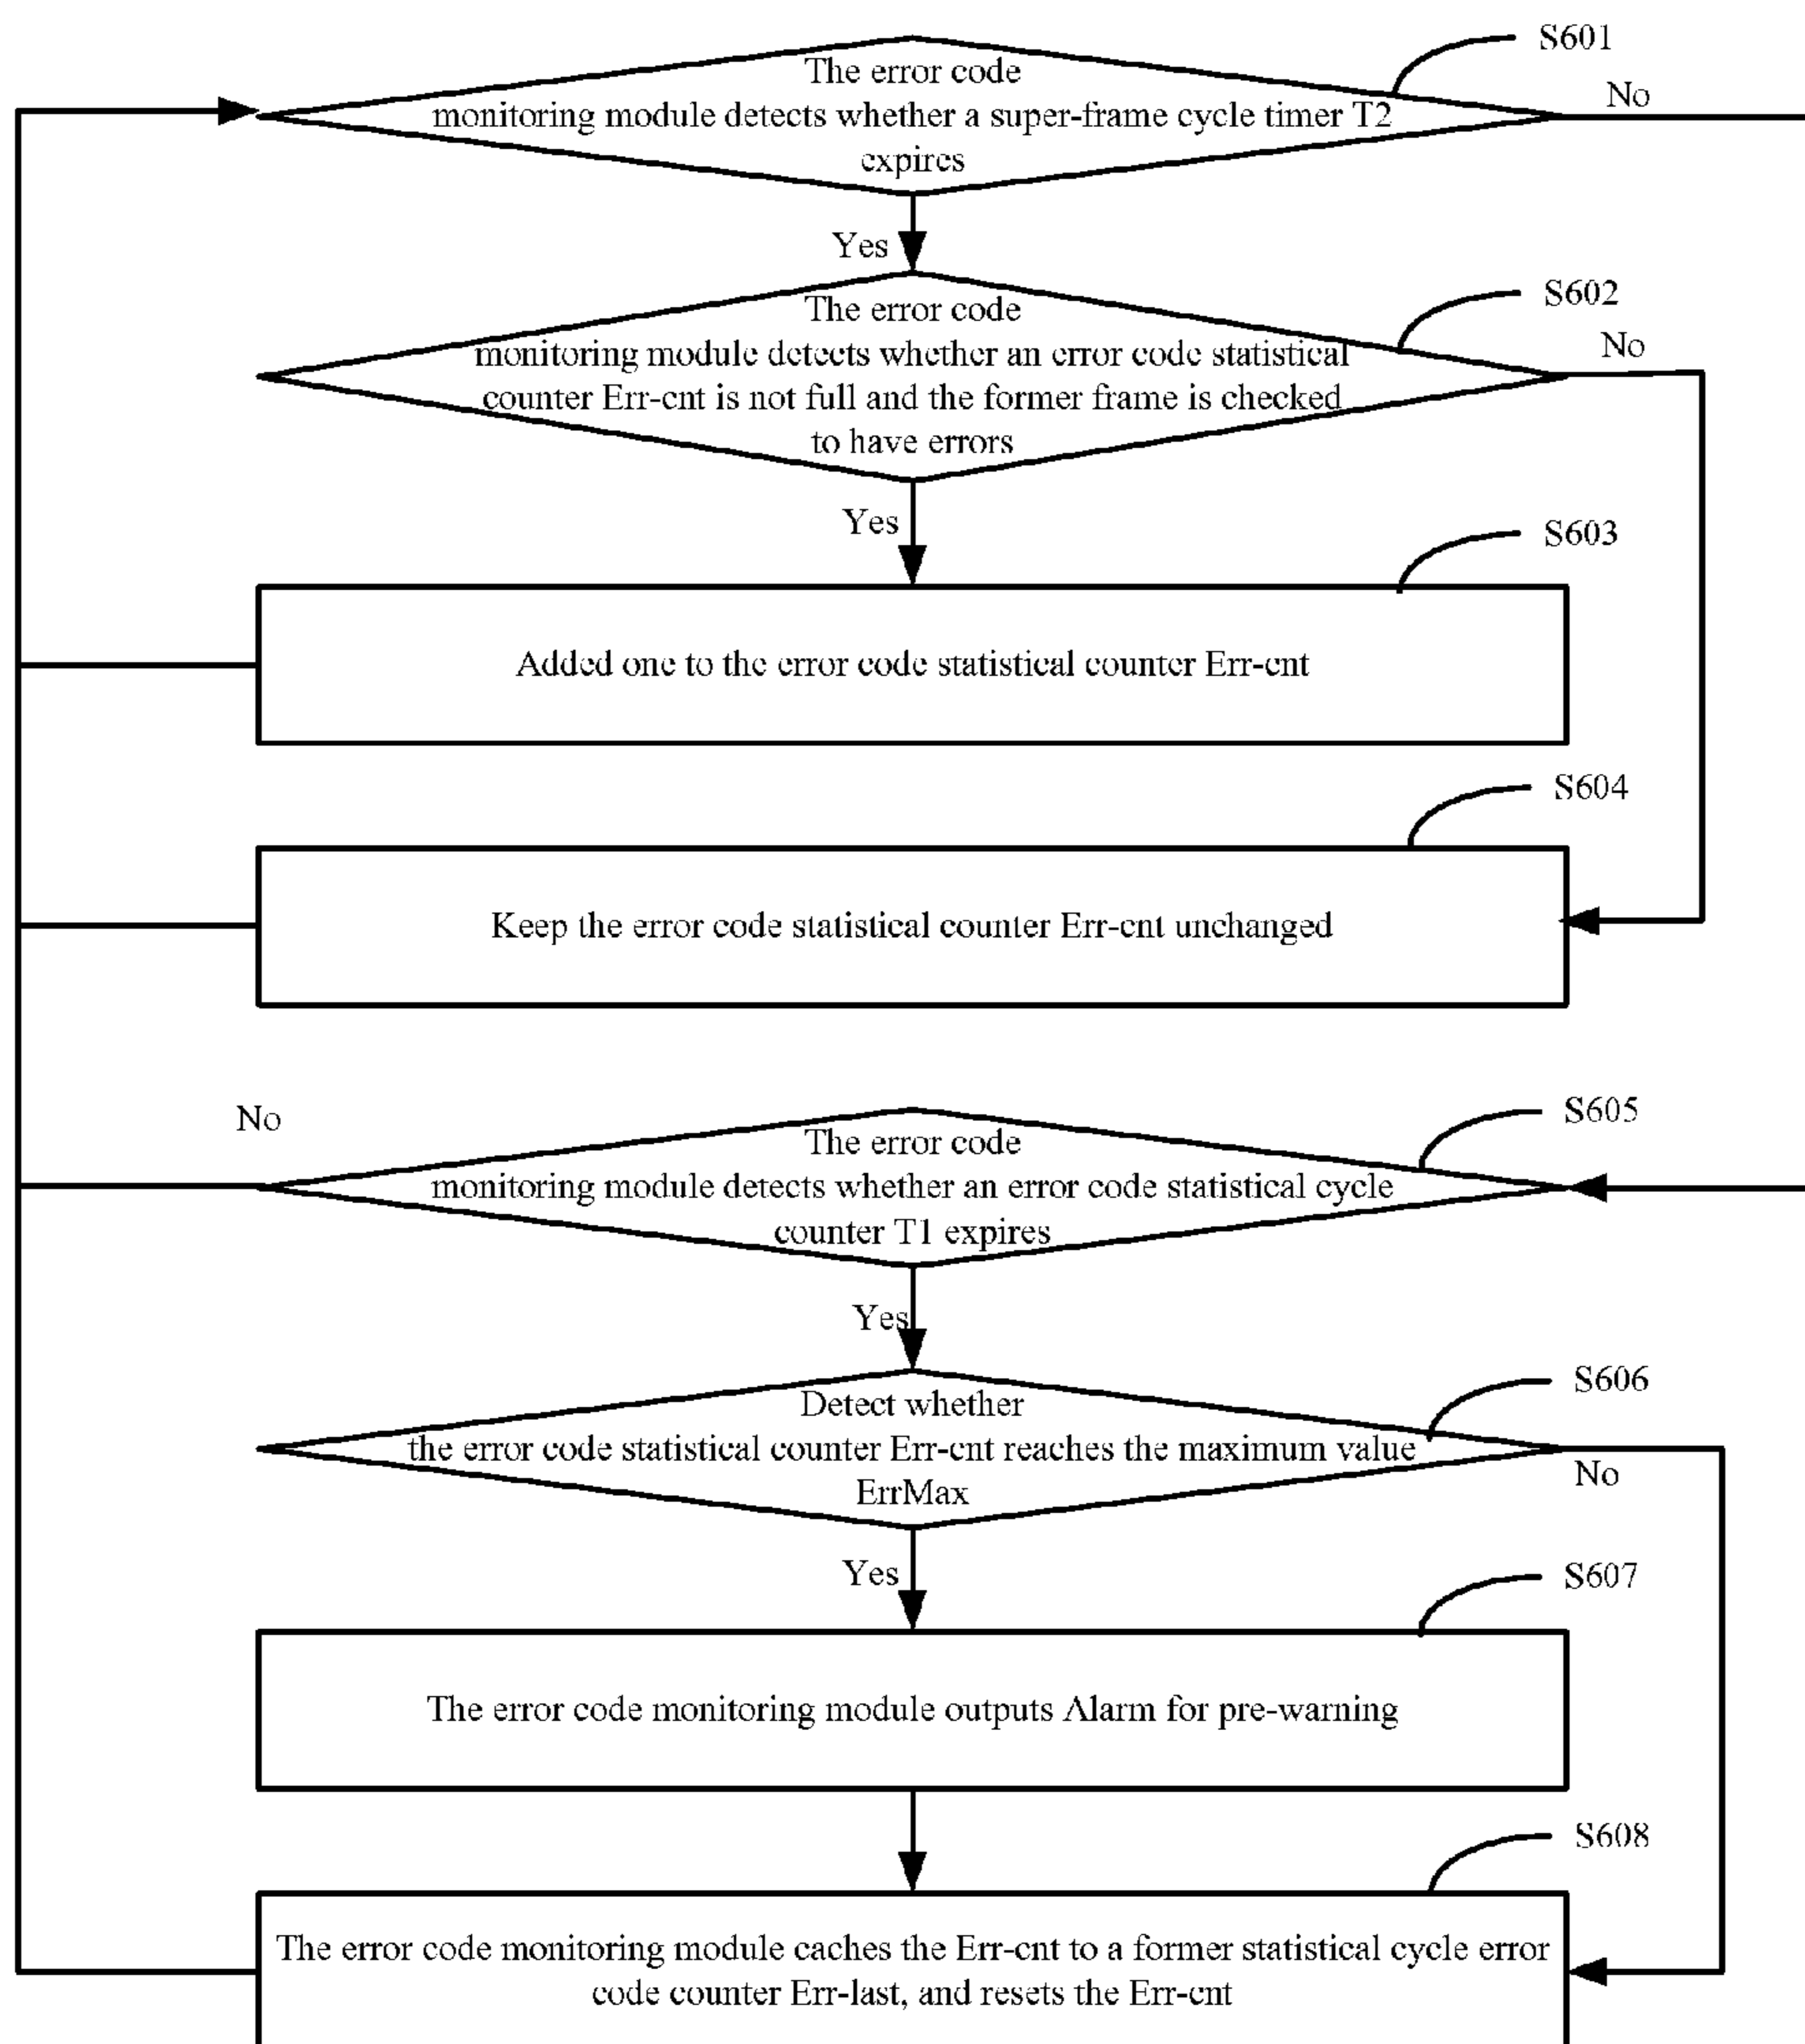 S601
The error code
monitoring module detects whether a super-frame cycle timer T2
expires
No
Yes
S602
The error code
monitoring module detects whether an error code statistical
counter Err-cnt is not full and the former frame is checked
to have errors
No
Yes
S603
Added one to the error code statistical counter Err-cnt
S604
Keep the error code statistical counter Err-cnt unchanged
No
S605
The error code
monitoring module detects whether an error code statistical cycle
counter T1 expires
Yes
S606
Detect whether
the error code statistical counter Err-cnt reaches the maximum value
ErrMax
No
Yes
S607
The error code monitoring module outputs Alarm for pre-warning
S608
The error code monitoring module caches the Err-cnt to a former statistical cycle error
code counter Err-last, and resets the Err-cnt